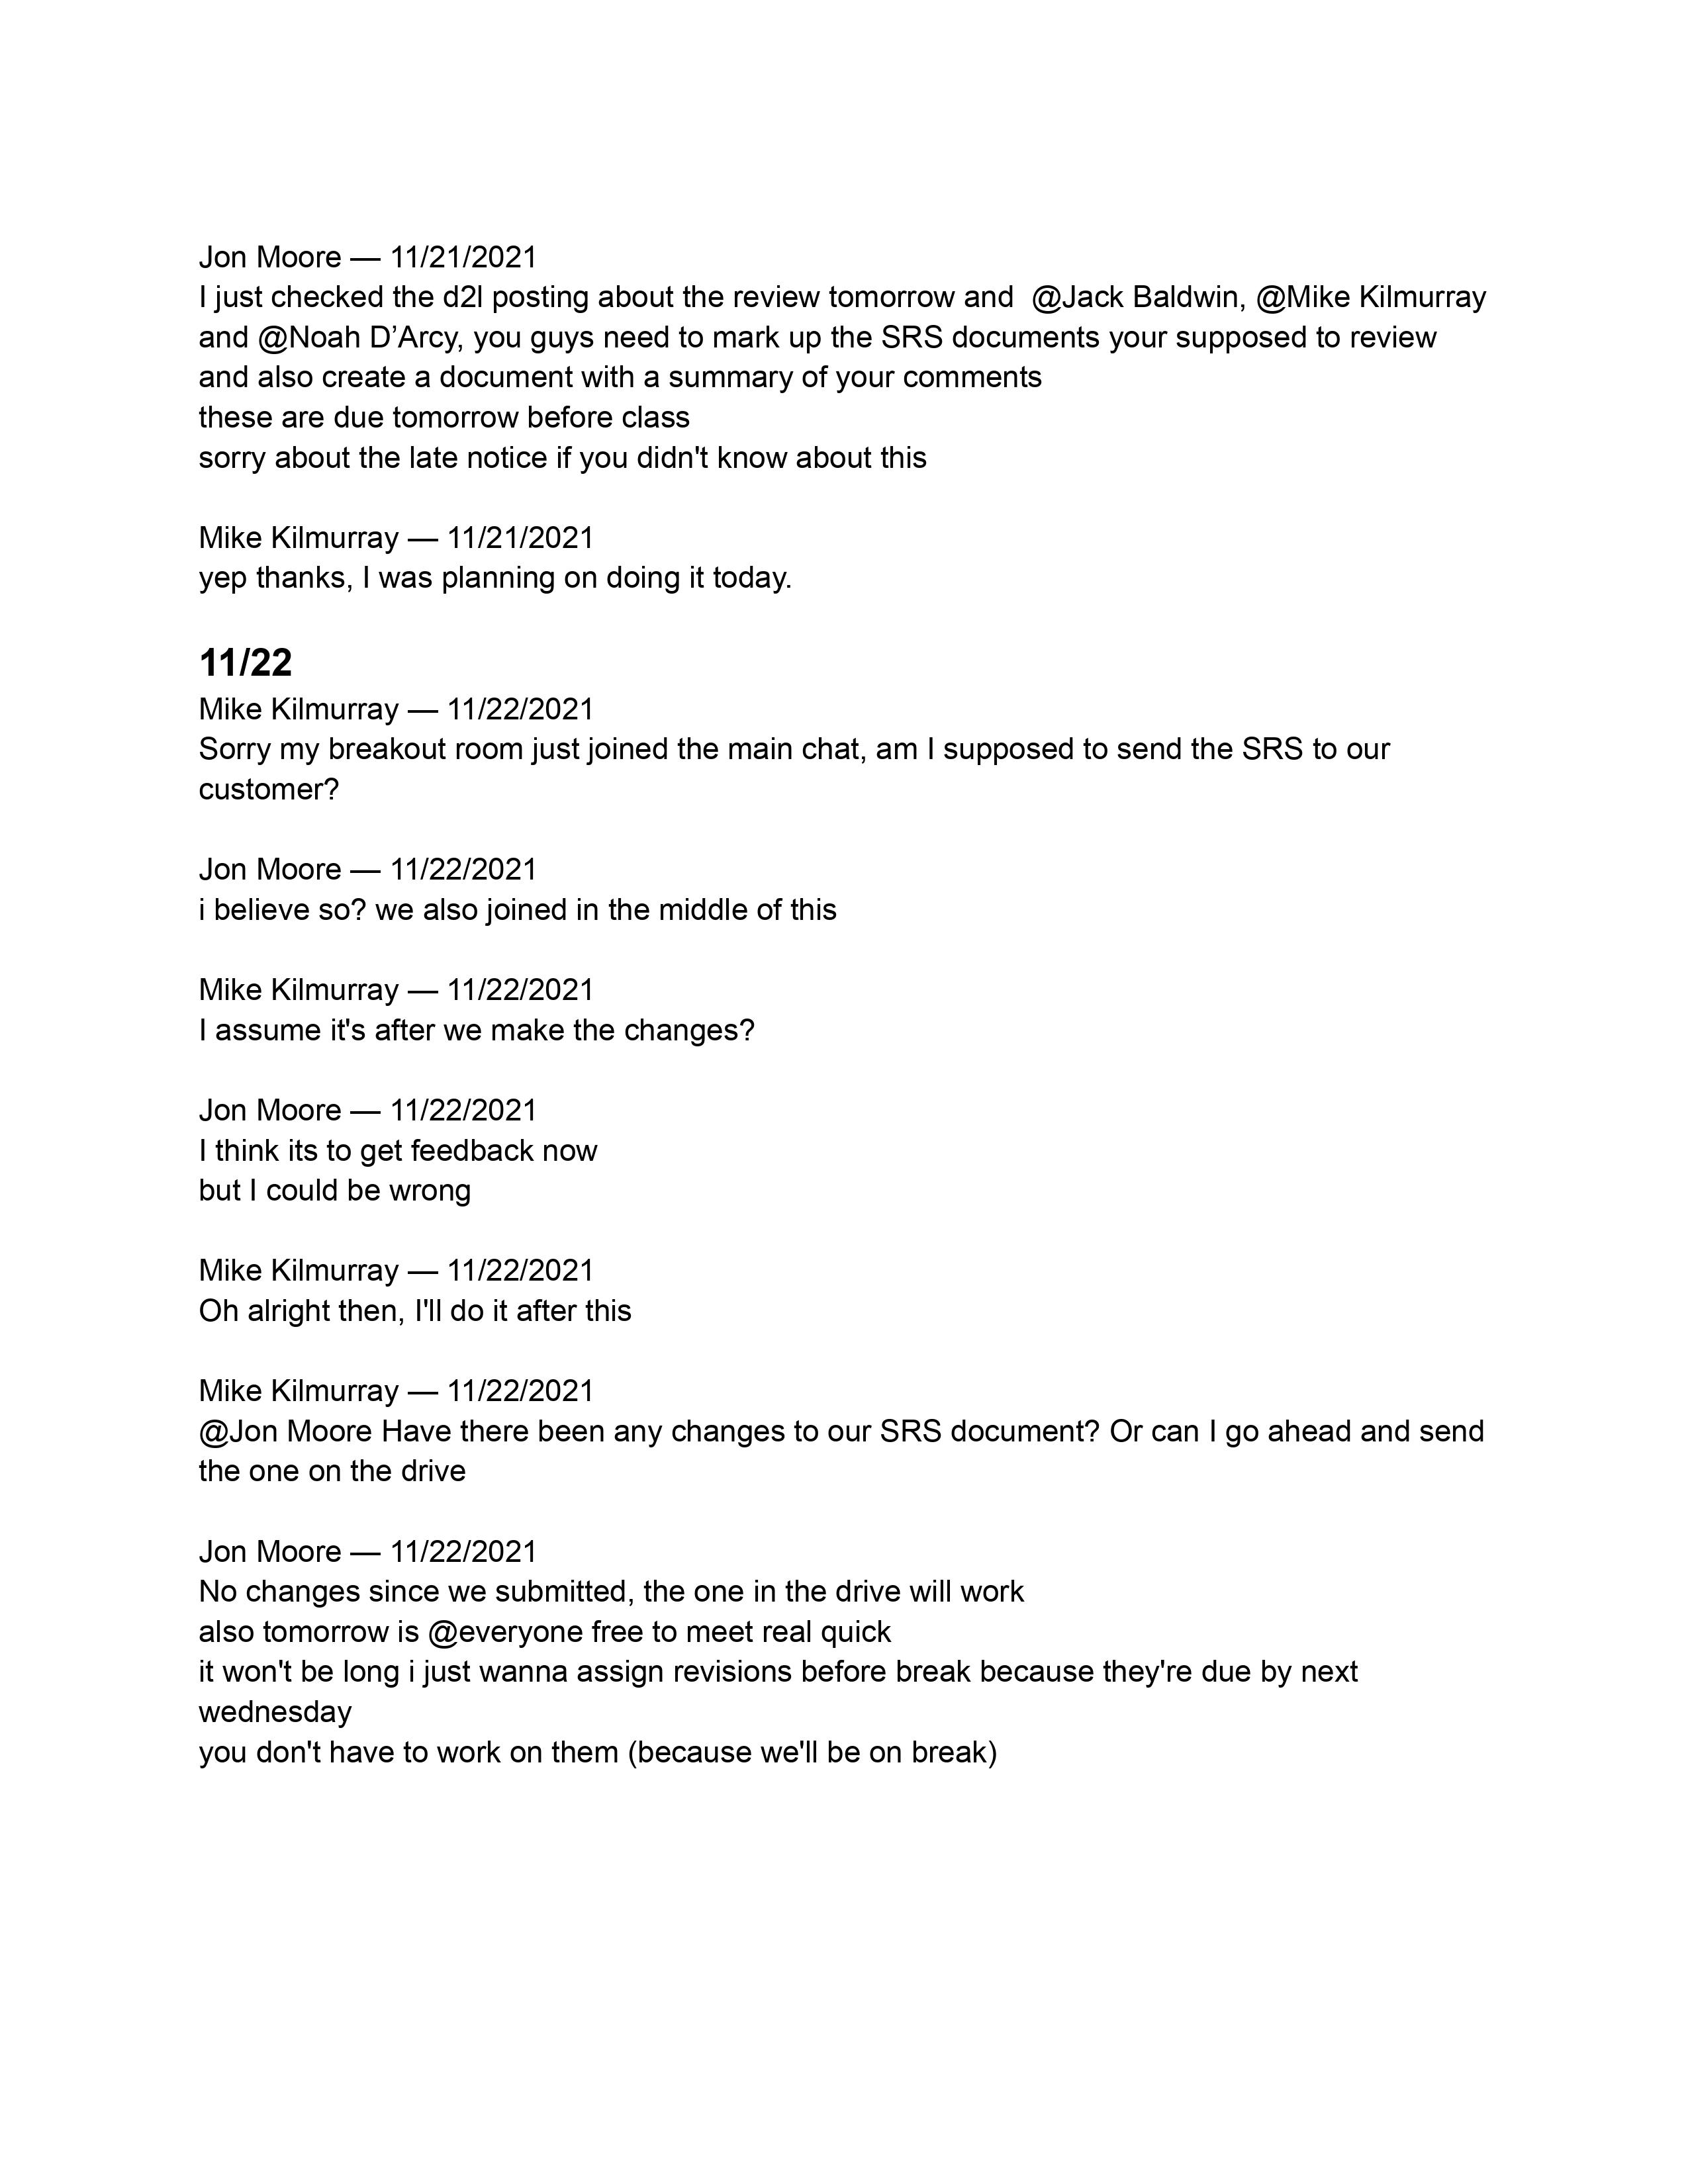 Jon Moore — 11/21/2021
I just checked the d2l posting about the review tomorrow and  @Jack Baldwin, @Mike Kilmurray
and @Noah D’Arcy, you guys need to mark up the SRS documents your supposed to review
and also create a document with a summary of your comments
these are due tomorrow before class
sorry about the late notice if you didn't know about this
Mike Kilmurray — 11/21/2021
yep thanks, I was planning on doing it today.
11/22
Mike Kilmurray — 11/22/2021
Sorry my breakout room just joined the main chat, am I supposed to send the SRS to our
customer?
Jon Moore — 11/22/2021
i believe so? we also joined in the middle of this
Mike Kilmurray — 11/22/2021
I assume it's after we make the changes?
Jon Moore — 11/22/2021
I think its to get feedback now
but I could be wrong
Mike Kilmurray — 11/22/2021
Oh alright then, I'll do it after this
Mike Kilmurray — 11/22/2021
@Jon Moore Have there been any changes to our SRS document? Or can I go ahead and send
the one on the drive
Jon Moore — 11/22/2021
No changes since we submitted, the one in the drive will work
also tomorrow is @everyone free to meet real quick
it won't be long i just wanna assign revisions before break because they're due by next
wednesday
you don't have to work on them (because we'll be on break)